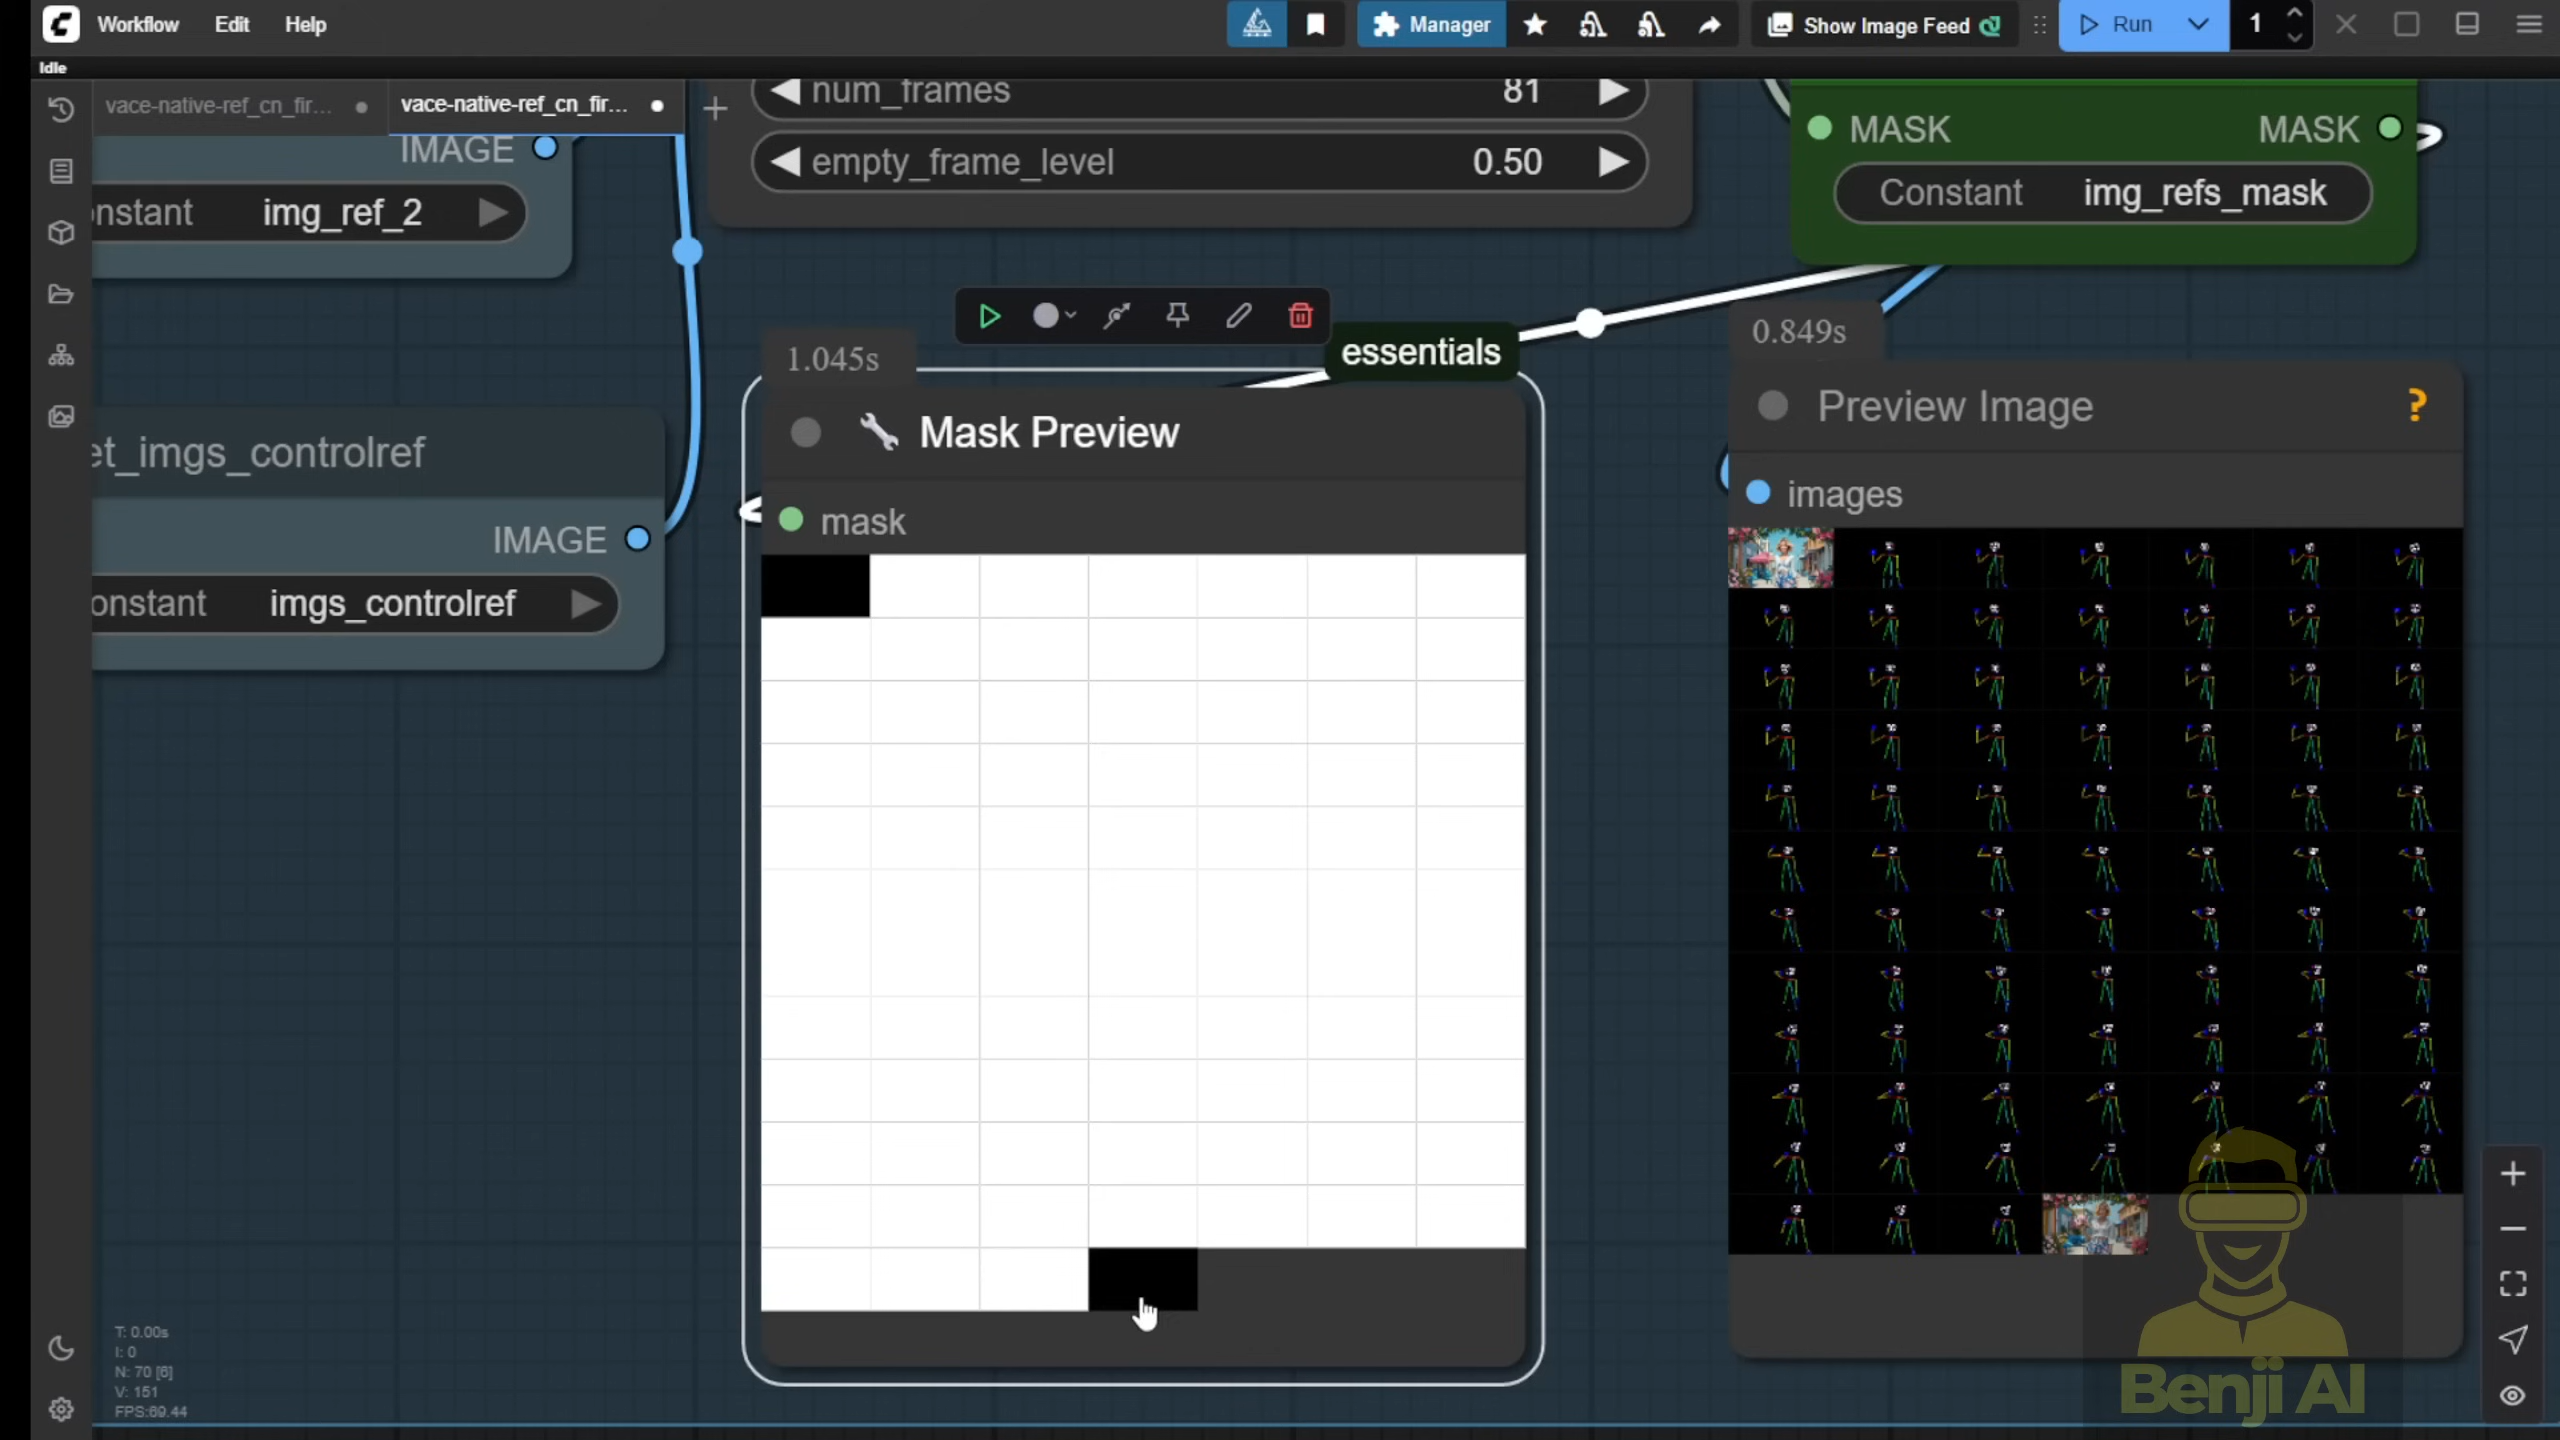 Workflow Edit Help
Manager
Show Image Feed
Run
1
Idle
vace-native-ref_cn_fir...
vace-native-ref_cn_fir...
num_frames 81
empty_frame_level 0.50
IMAGE
onstant img_ref_2
MASK MASK
Constant img_refs_mask
essentials
1.045s
0.849s
Mask Preview
Preview Image ?
et_imgs_controlref
mask
images
IMAGE
onstant imgs_controlref
T: 0.00s
I: 0
N: 70 [6]
V: 151
FPS:69.44
Benji AI